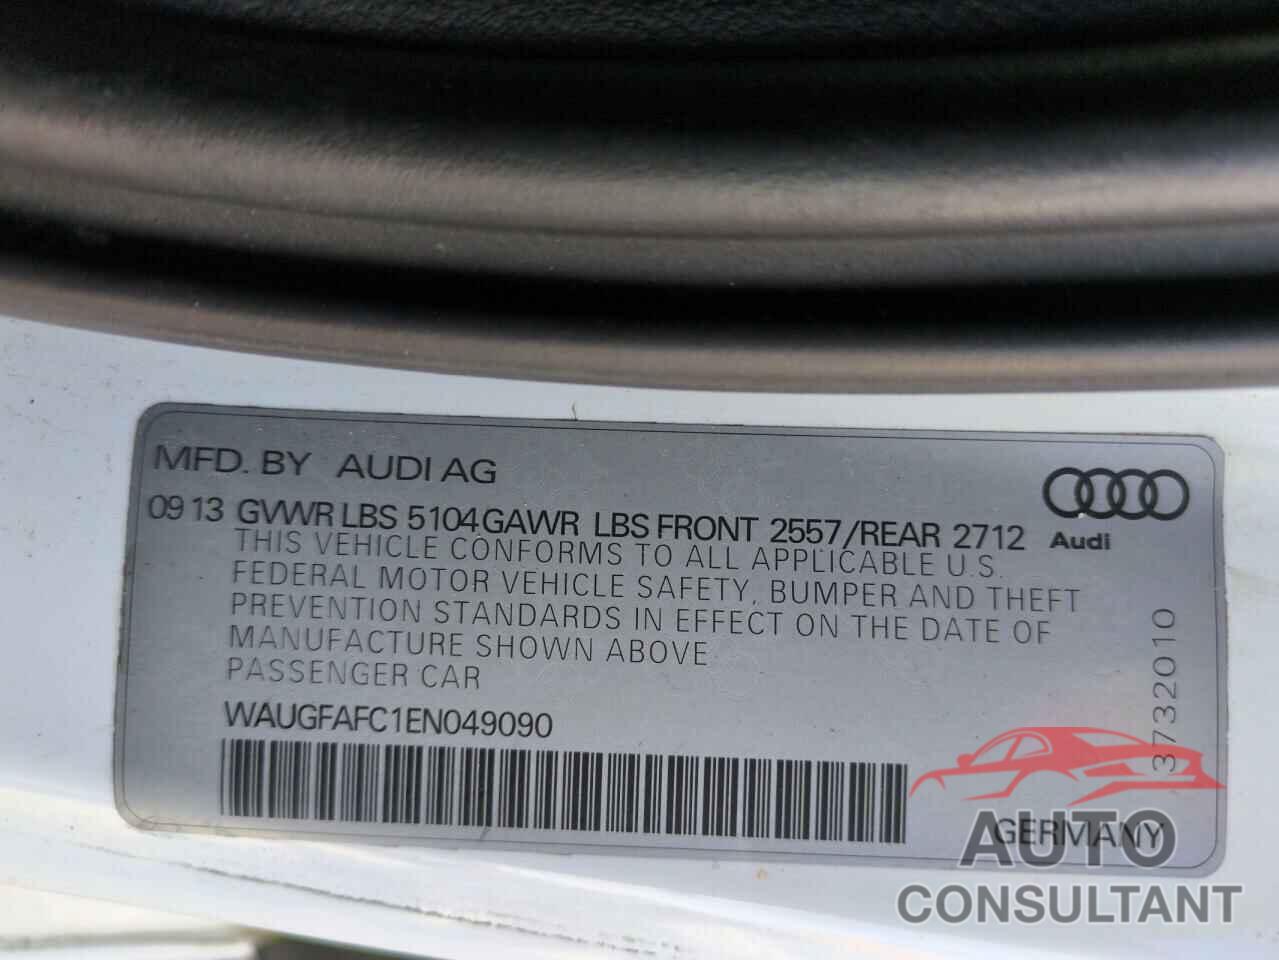 MFD. BY AUDI AG
09 13 GVWR LBS 5104 GAWR LBS FRONT 2557/REAR 2712
Audi
THIS VEHICLE CONFORMS TO ALL APPLICABLE U.S.
FEDERAL MOTOR VEHICLE SAFETY, BUMPER AND THEFT
PREVENTION STANDARDS IN EFFECT ON THE DATE OF
MANUFACTURE SHOWN ABOVE
PASSENGER CAR
WAUGFAFC1EN049090
3732010
GERMANY
AUTO
CONSULTANT